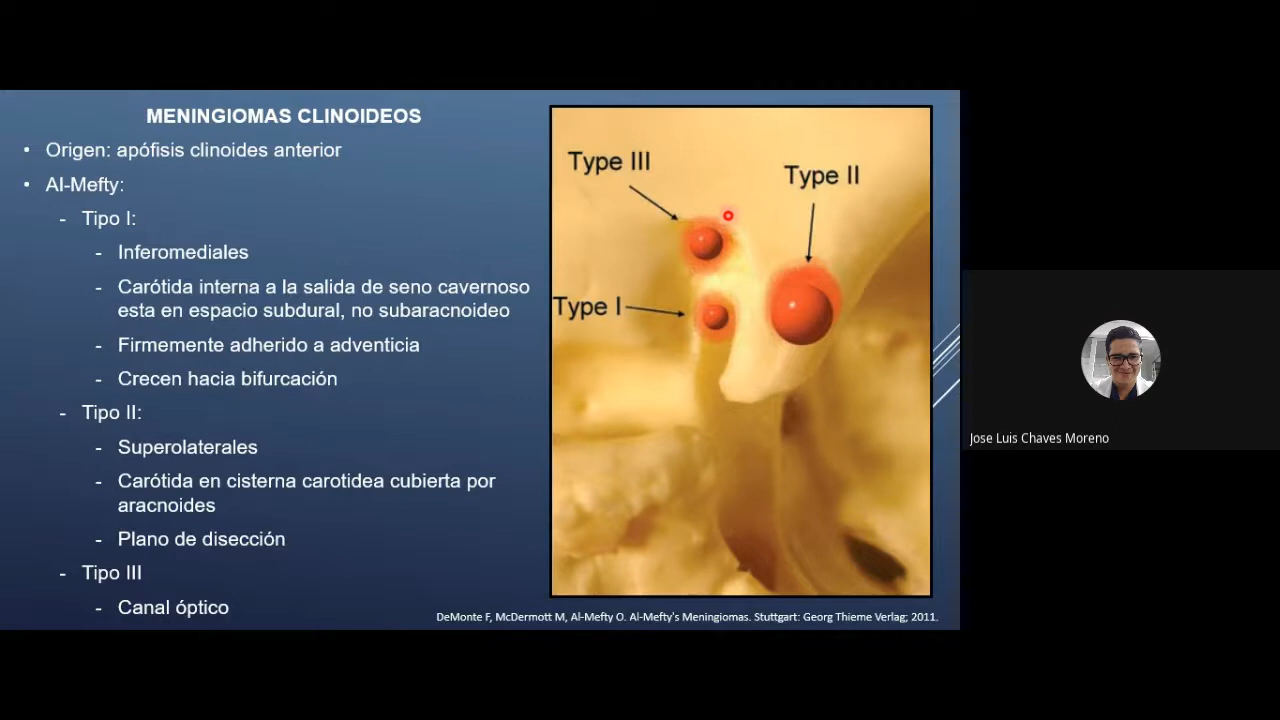 MENINGIOMAS CLINOIDEOS
• Origen: apófisis clinoides anterior
• Al-Mefty:
- Tipo I:
- Inferomediales
- Carótida interna a la salida de seno cavernoso
esta en espacio subdural, no subaracnoideo
- Firmemente adherido a adventicia
- Crecen hacia bifurcación
- Tipo II:
- Superolaterales
- Carótida en cisterna carotidea cubierta por
aracnoides
- Plano de disección
- Tipo III
- Canal óptico
Type III
Type II
Type I
DeMonte F, McDermott M, Al-Mefty O. Al-Mefty's Meningiomas. Stuttgart: Georg Thieme Verlag; 2011.
Jose Luis Chaves Moreno